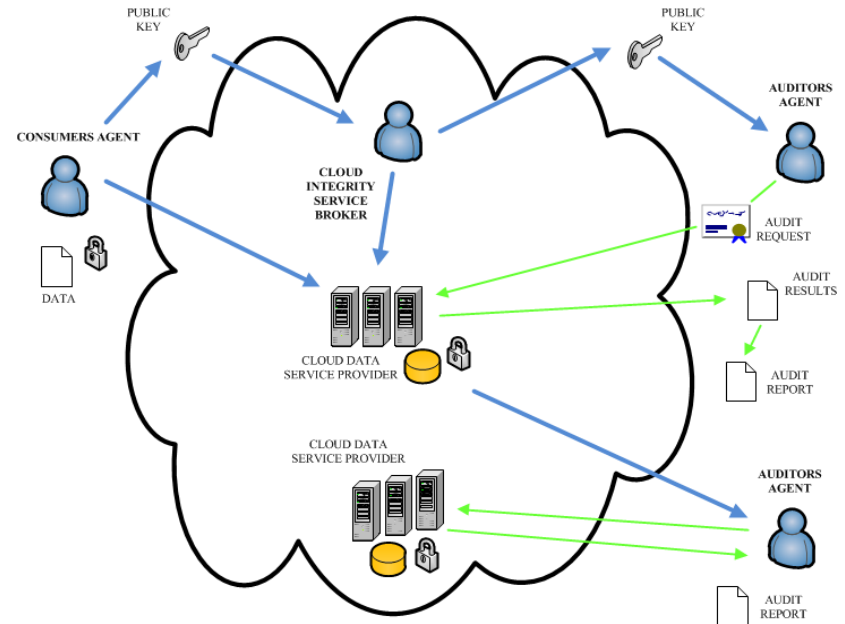 PUBLIC
KEY
PUBLIC
KEY
AUDITORS
AGENT
CONSUMERS AGENT
CLOUD
INTEGRITY
SERVICE
BROKER
AUDIT
REQUEST
DATA
AUDIT
RESULTS
CLOUD DATA
SERVICE PROVIDER
AUDIT
REPORT
CLOUD DATA
SERVICE PROVIDER
AUDITORS
AGENT
AUDIT
REPORT